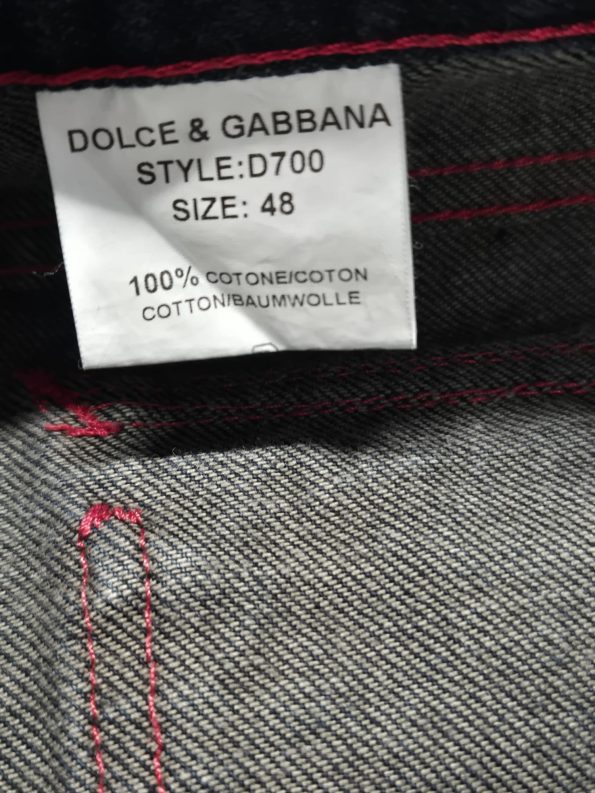 DOLCE & GABBANA
STYLE:D700
SIZE: 48
100% COTONE/COTON
COTTON/BAUMWOLLE